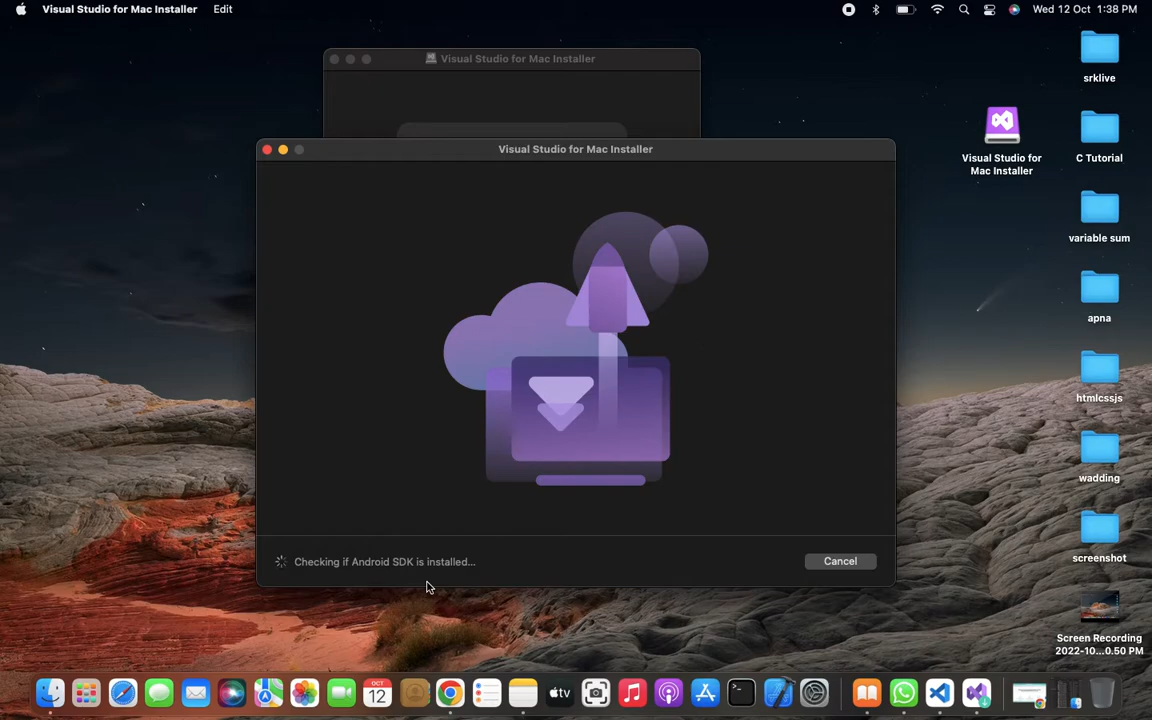 Visual Studio for Mac Installer Edit Wed 12 Oct 1:38 PM
Visual Studio for Mac Installer
Visual Studio for Mac Installer
Checking if Android SDK is installed...
Cancel
srklive
Visual Studio for
Mac Installer
C Tutorial
variable sum
apna
htmlcssjs
wadding
screenshot
Screen Recording
2022-10...0.50 PM
OCT
12
tv